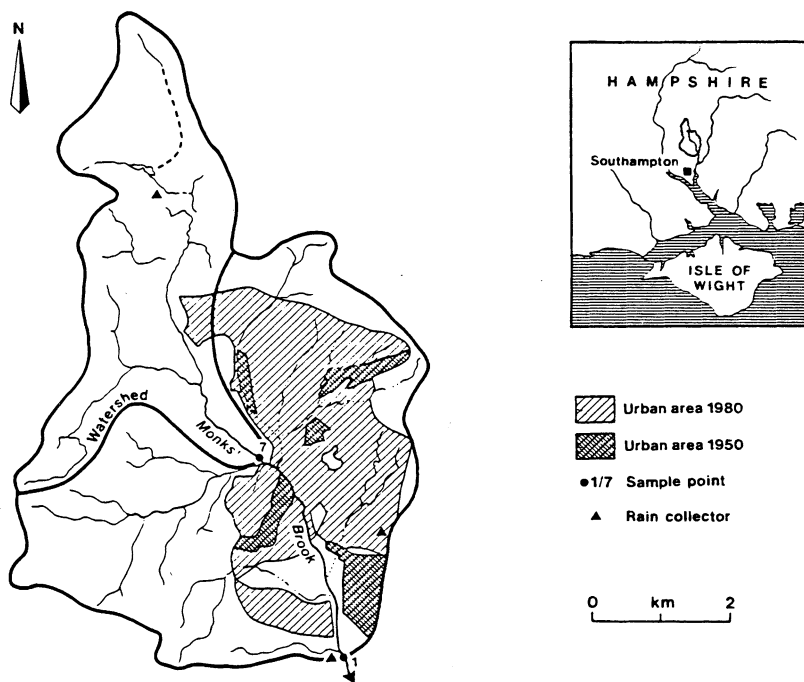 N
Watershed
Monks'
7
Brook
1
HAMPSHIRE
Southampton
ISLE OF
WIGHT
Urban area 1980
Urban area 1950
1/7 Sample point
Rain collector
0 km 2